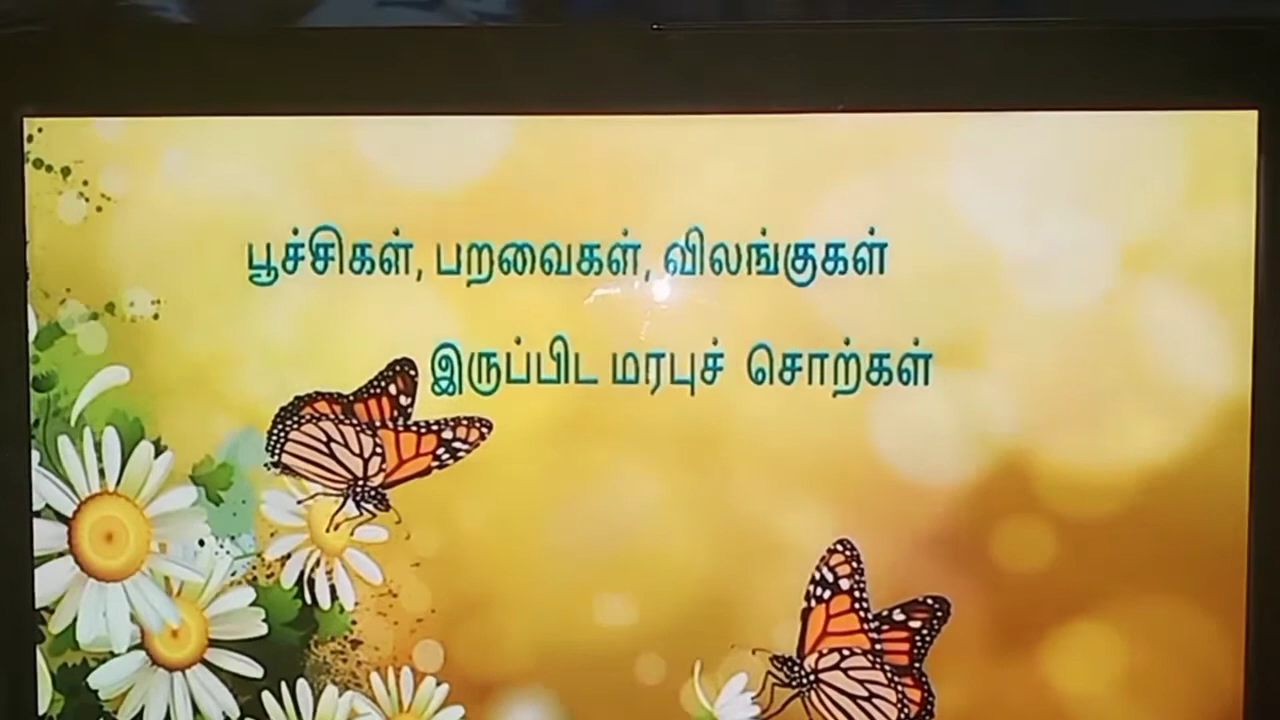 பூச்சிகள், பறவைகள், விலங்குகள்
இருப்பிட மரபுச் சொற்கள்